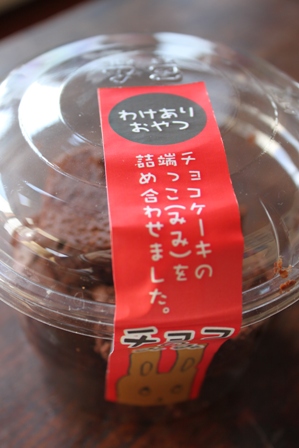 わけあり
おやつ
チョコケーキの
端っこ(みみ)を
詰め合わせました。
チョコ